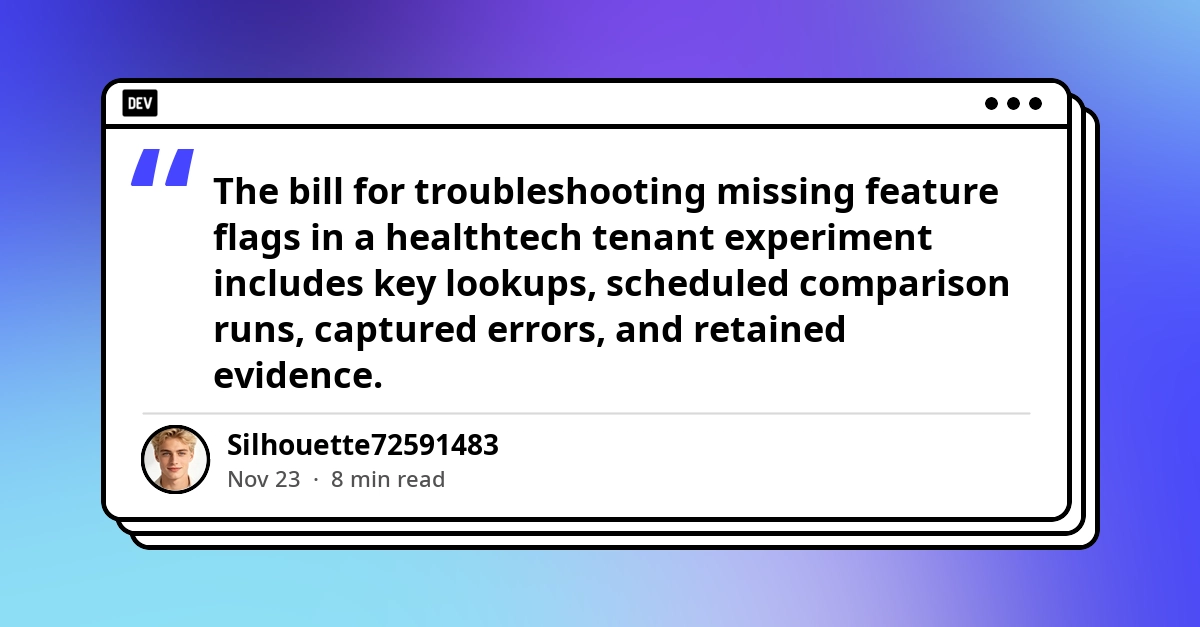 DEV
“
The bill for troubleshooting missing feature
flags in a healthtech tenant experiment
includes key lookups, scheduled comparison
runs, captured errors, and retained
evidence.
Silhouette72591483
Nov 23 · 8 min read